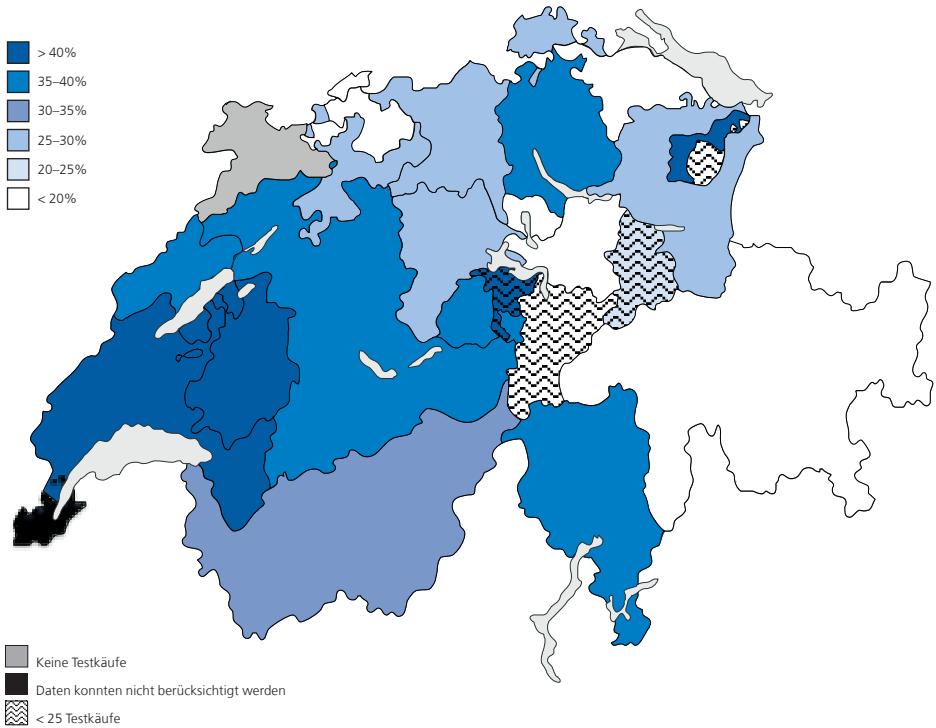 > 40%
35–40%
30–35%
25–30%
20–25%
< 20%
Keine Testkäufe
Daten konnten nicht berücksichtigt werden
< 25 Testkäufe